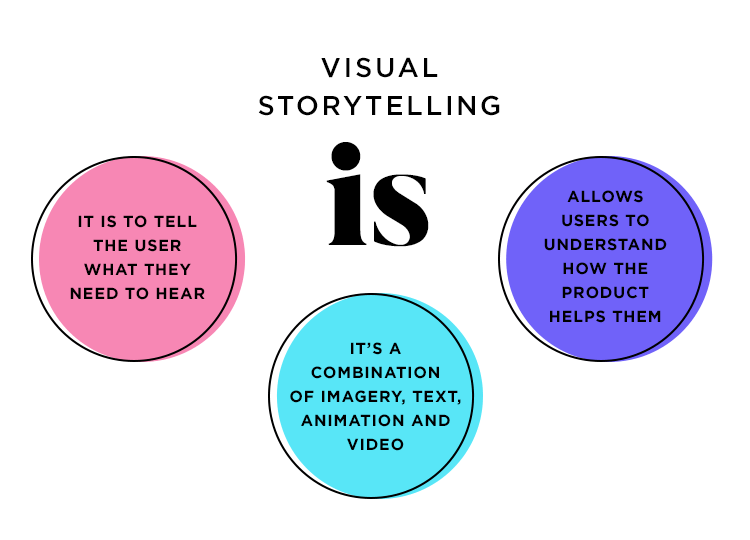 VISUAL
STORYTELLING
is
IT IS TO TELL
THE USER
WHAT THEY
NEED TO HEAR
IT’S A
COMBINATION
OF IMAGERY, TEXT,
ANIMATION AND
VIDEO
ALLOWS
USERS TO
UNDERSTAND
HOW THE
PRODUCT
HELPS THEM